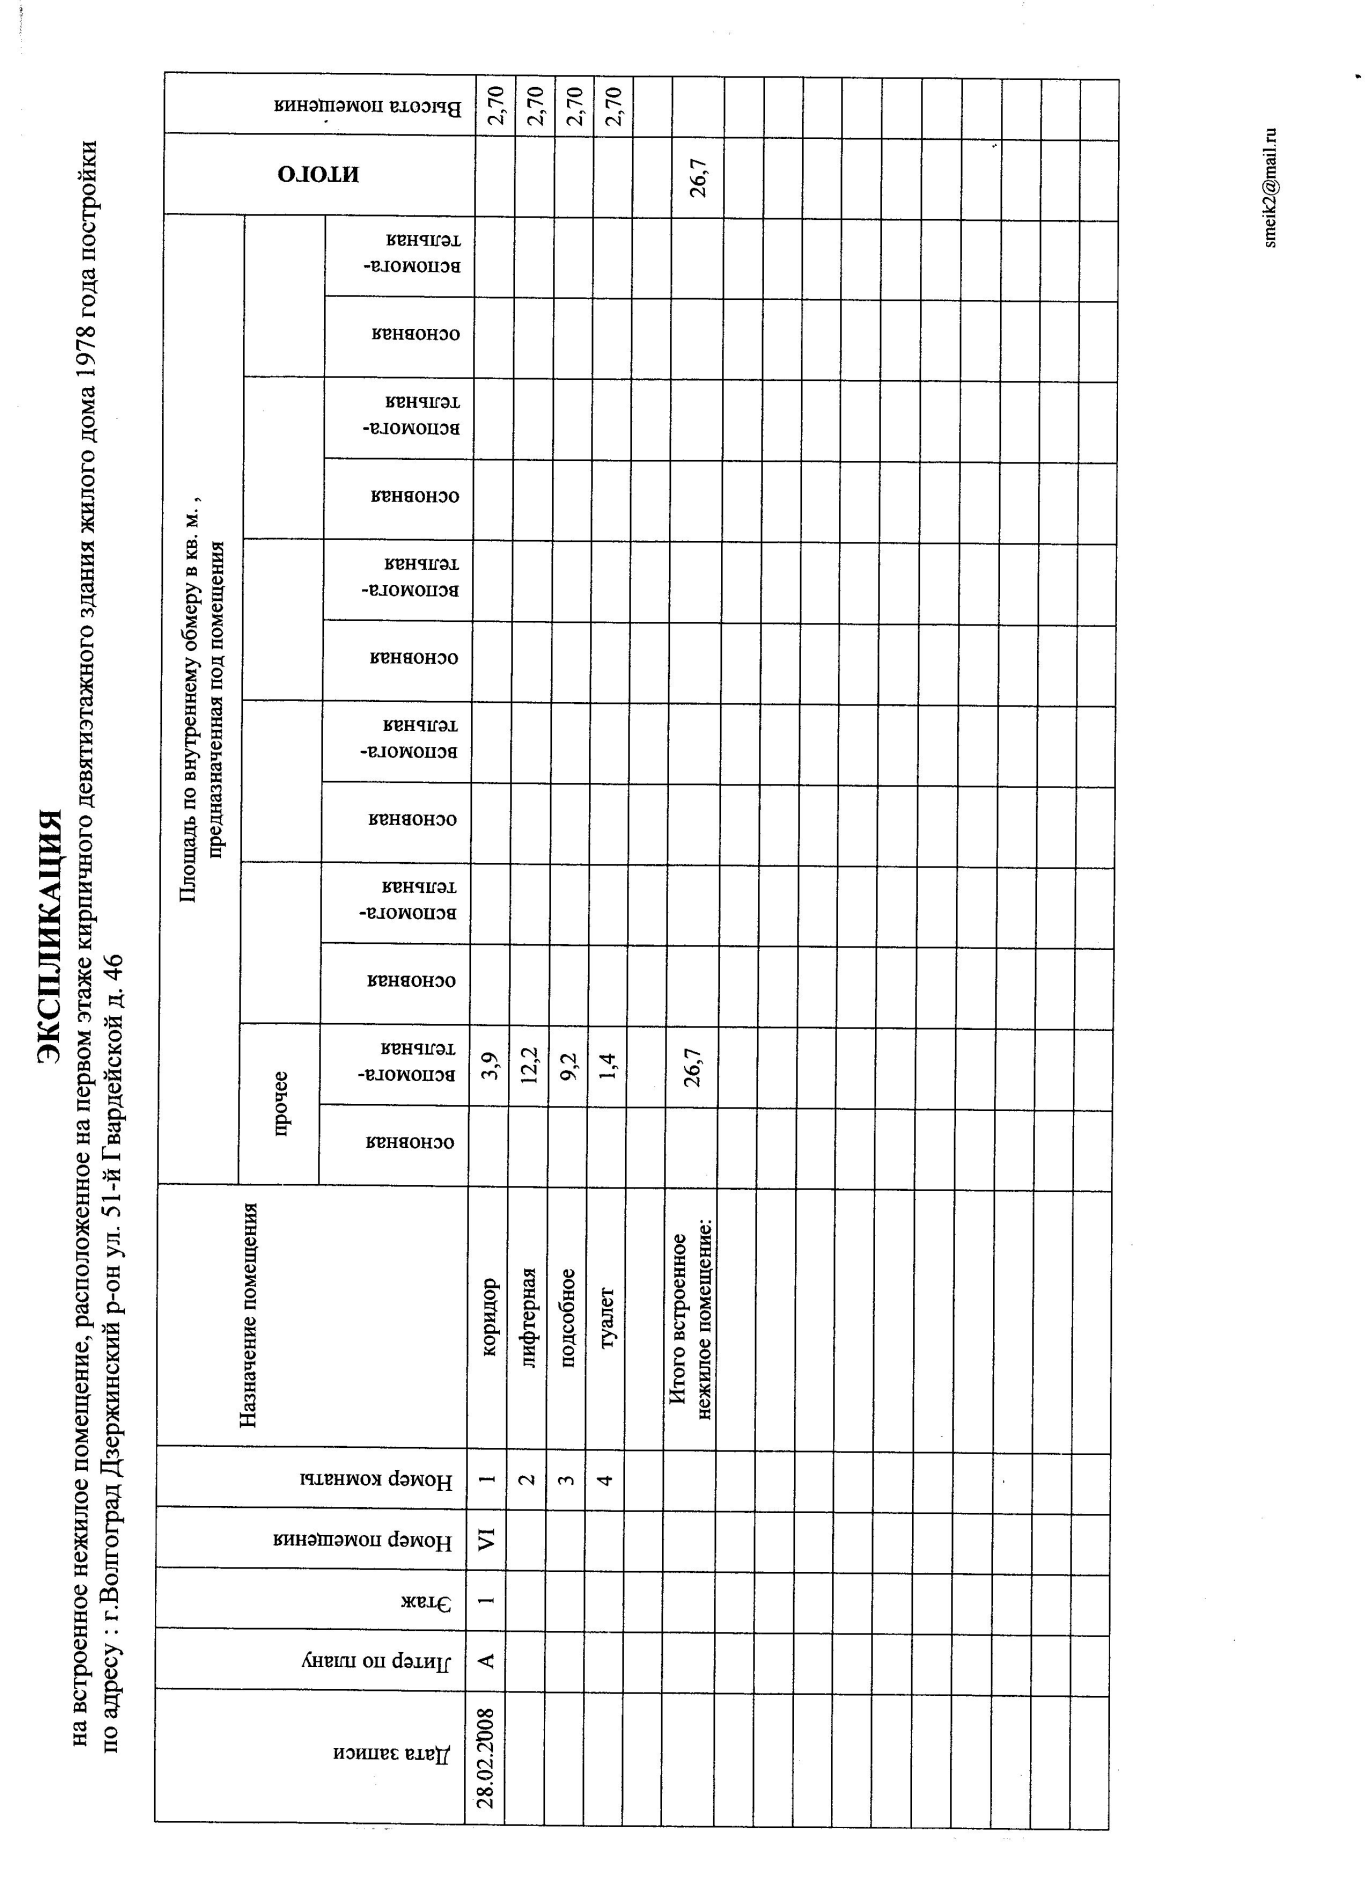 ЭКСПЛИКАЦИЯ
на встроенное нежилое помещение, расположенное на первом этаже кирпичного девятиэтажного здания жилого дома 1978 года постройки
по адресу : г.Волгоград Дзержинский р-он ул. 51-й Гвардейской д. 46
Дата записи
Литер по плану
Этаж
Номер помещения
Номер комнаты
Назначение помещения
Площадь по внутреннему обмеру в кв. м. ,
предназначенная под помещения
ИТОГО
Высота помещения
прочее
основная
вспомога-
тельная
основная
вспомога-
тельная
основная
вспомога-
тельная
основная
вспомога-
тельная
основная
вспомога-
тельная
основная
вспомога-
тельная
28.02.2008 А 1 VI 1 коридор 3,9 2,70
2 лифтерная 12,2 2,70
3 подсобное 9,2 2,70
4 туалет 1,4 2,70
Итого встроенное
нежилое помещение: 26,7 26,7
smeik2@mail.ru